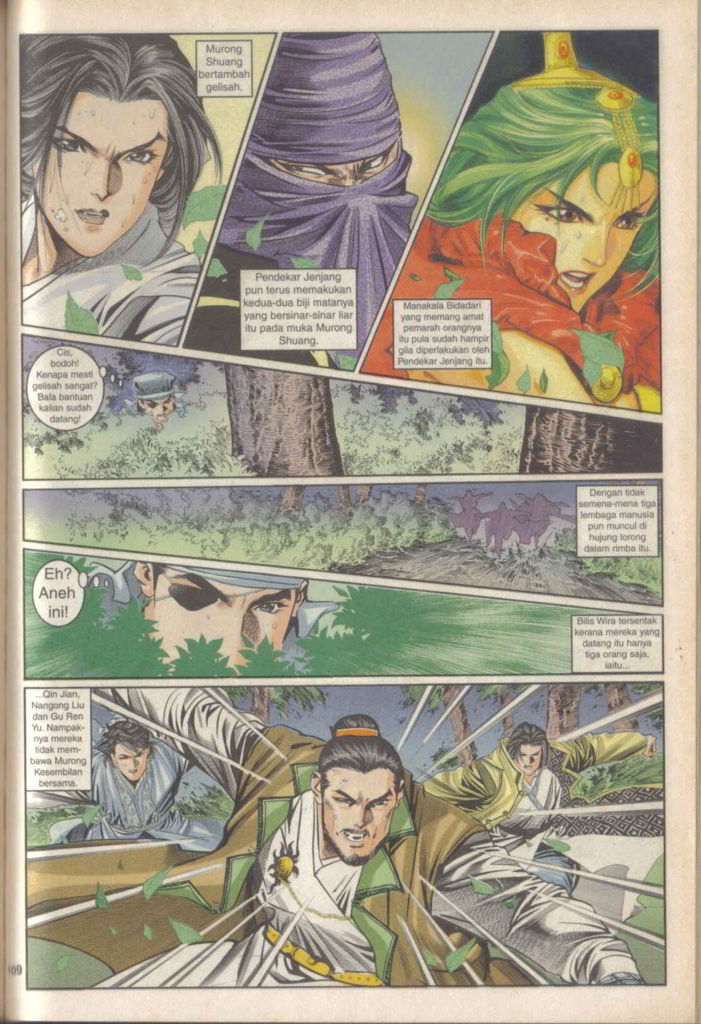 Murong
Shuang
bertambah
gelisah.
Pendekar Jenjang
pun terus memakukan
kedua-dua biji matanya
yang bersinar-sinar liar
itu pada muka Murong
Shuang.
Manakala Bidadari
yang memang amat
pemarah orangnya
itu pula sudah hampir
gila diperlakukan oleh
Pendekar Jenjang itu.
Cis,
bodoh!
Kenapa mesti
gelisah sangat?
Bala bantuan
kalian sudah
datang!
Dengan tidak
semena-mena tiga
lembaga manusia
pun muncul di
hujung lorong
dalam rimba itu.
Eh?
Aneh
ini!
Bilis Wira tersentak
kerana mereka yang
datang itu hanya
tiga orang saja,
iaitu...
...Qin Jian,
Nangong Liu
dan Gu Ren
Yu. Nampak-
nya mereka
tidak mem-
bawa Murong
Kesembilan
bersama.